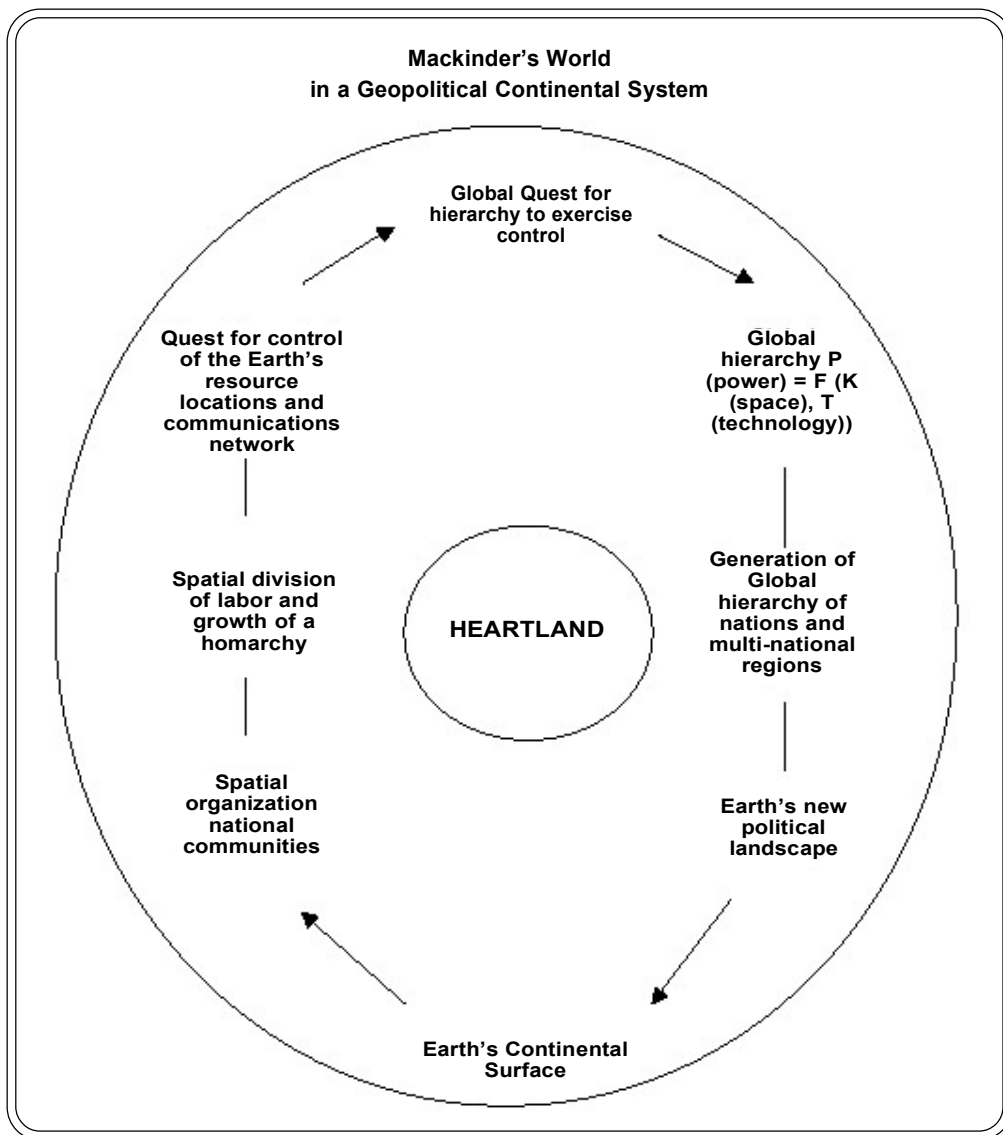 Mackinder's World
in a Geopolitical Continental System
Global Quest for
hierarchy to exercise
control
Global
hierarchy P
(power) = F (K
(space), T
(technology))
Generation of
Global
hierarchy of
nations and
multi-national
regions
Earth's new
political
landscape
Earth's Continental
Surface
Spatial
organization
national
communities
Spatial division
of labor and
growth of a
homarchy
Quest for control
of the Earth's
resource
locations and
communications
network
HEARTLAND